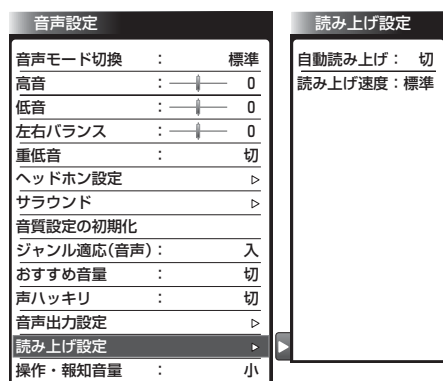 音声設定
音声モード切換 : 標準
高音 : 0
低音 : 0
左右バランス : 0
重低音 : 切
ヘッドホン設定
サラウンド
音質設定の初期化
ジャンル適応(音声) : 入
おすすめ音量 : 切
声ハッキリ : 切
音声出力設定
読み上げ設定
操作・報知音量 : 小
読み上げ設定
自動読み上げ : 切
読み上げ速度 : 標準